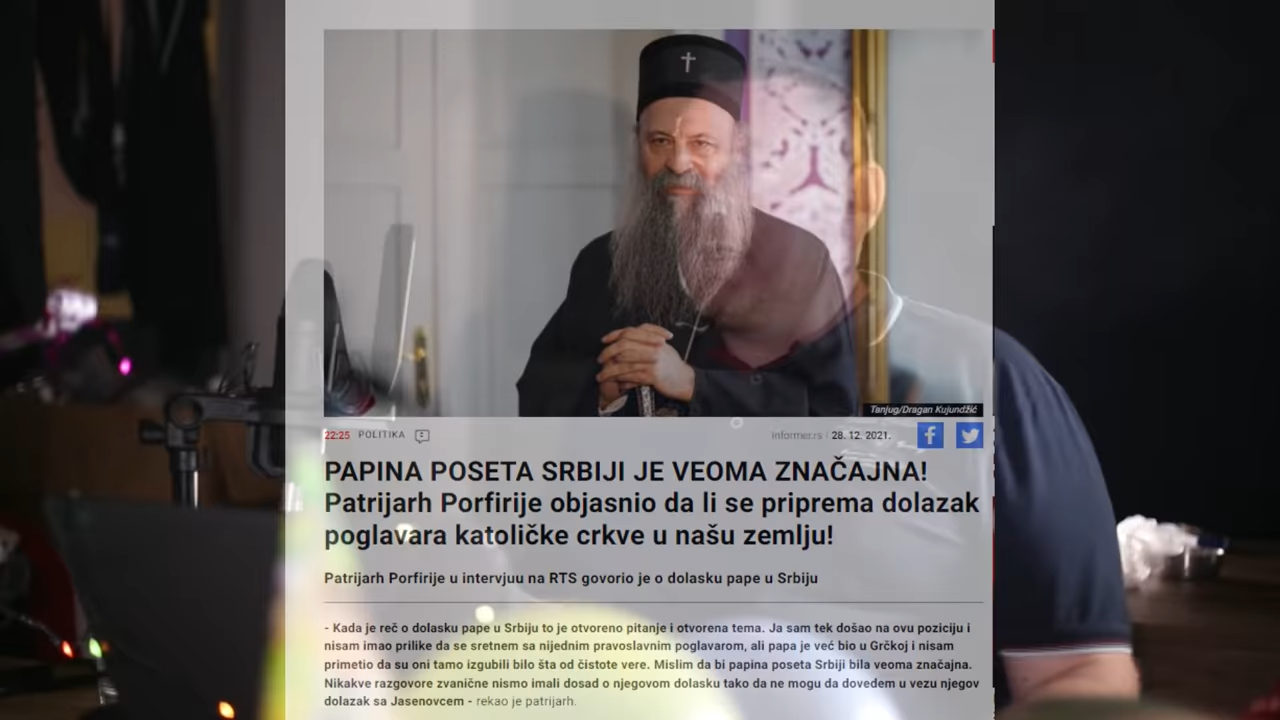 Tanjug/Dragan Kujundžić
22:25 POLITIKA
informer.rs | 28. 12. 2021.
PAPINA POSETA SRBIJI JE VEOMA ZNAČAJNA!
Patrijarh Porfirije objasnio da li se priprema dolazak
poglavara katoličke crkve u našu zemlju!
Patrijarh Porfirije u intervjuu na RTS govorio je o dolasku pape u Srbiju
- Kada je reč o dolasku pape u Srbiju to je otvoreno pitanje i otvorena tema. Ja sam tek došao na ovu poziciju i
nisam imao prilike da se sretnem sa nijednim pravoslavnim poglavarom, ali papa je već bio u Grčkoj i nisam
primetio da su oni tamo izgubili bilo šta od čistote vere. Mislim da bi papina poseta Srbiji bila veoma značajna.
Nikakve razgovore zvanične nismo imali dosad o njegovom dolasku tako da ne mogu da dovedem u vezu njegov
dolazak sa Jasenovcem - rekao je patrijarh.